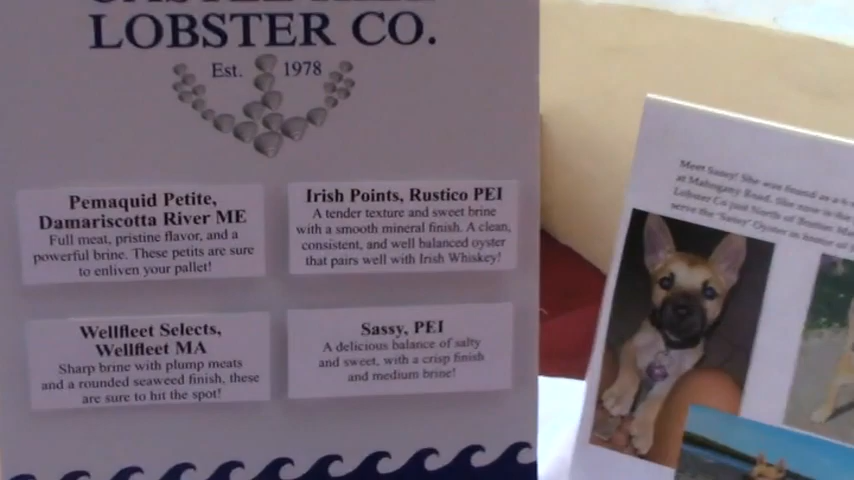 LOBSTER CO.
Est. 1978
Pemaquid Petite,
Damariscotta River ME
Full meat, pristine flavor, and a
powerful brine. These petits are sure
to enliven your pallet!
Irish Points, Rustico PEI
A tender texture and sweet brine
with a smooth mineral finish. A clean,
consistent, and well balanced oyster
that pairs well with Irish Whiskey!
Wellfleet Selects,
Wellfleet MA
Sharp brine with plump meats
and a rounded seaweed finish, these
are sure to hit the spot!
Sassy, PEI
A delicious balance of salty
and sweet, with a crisp finish
and medium brine!
Meet Sassy! She was found as a
at Mahogany Road. She now is the
Lobster Co just North of Boston
serve the 'Sassy' Oyster in honor of